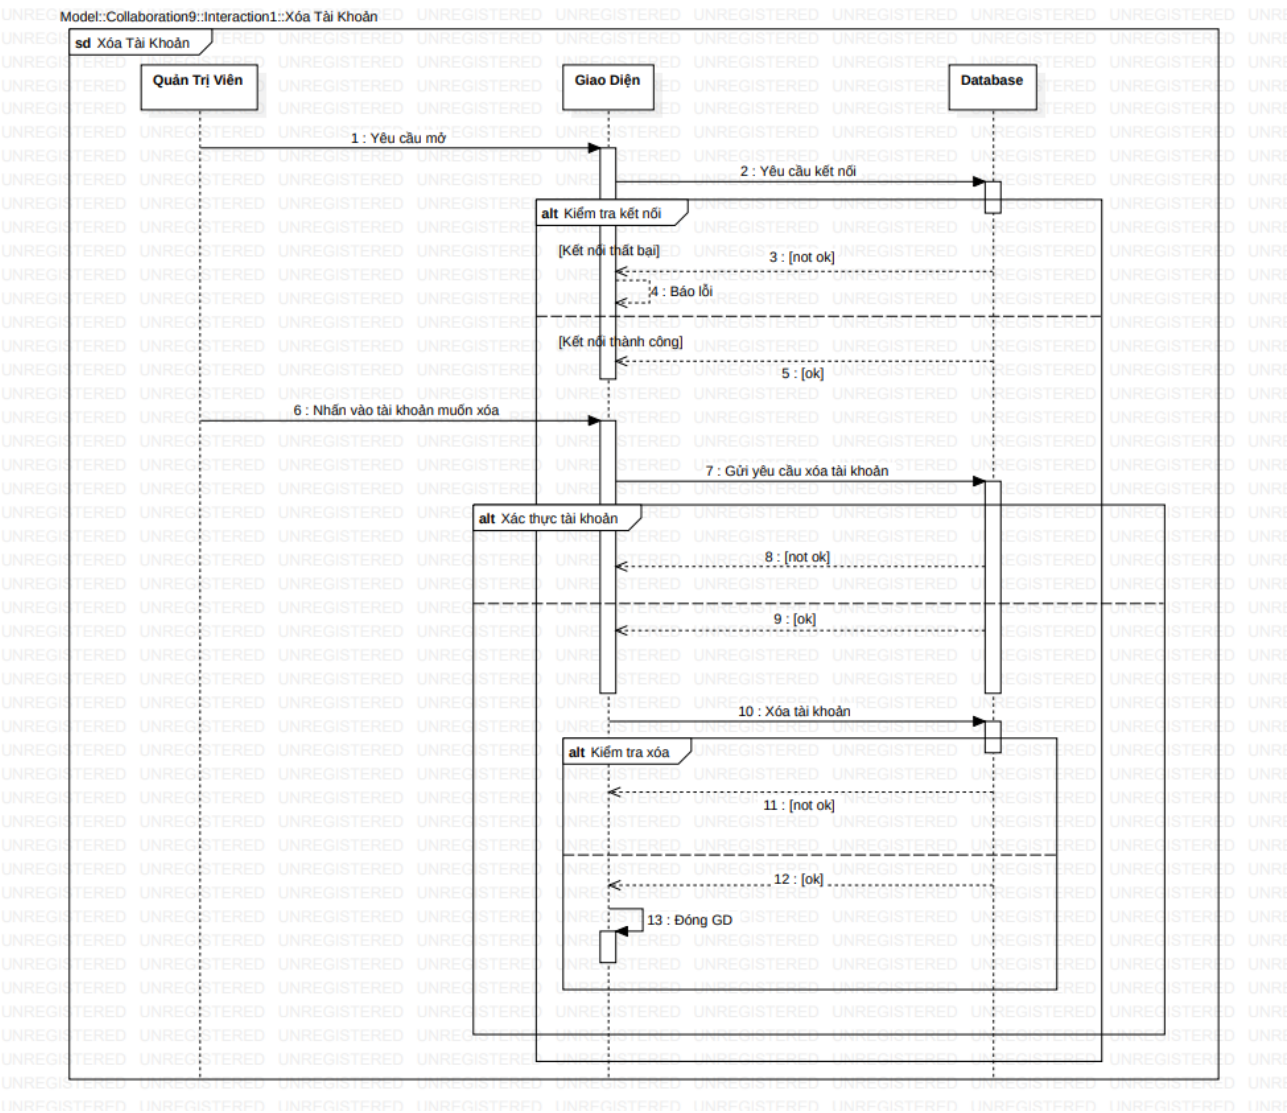 Model::Collaboration9::Interaction1::Xóa Tài Khoản
sd Xóa Tài Khoản
Quản Trị Viên
Giao Diện
Database
1 : Yêu cầu mở
2 : Yêu cầu kết nối
alt Kiểm tra kết nối
[Kết nối thất bại]
3 : [not ok]
4 : Báo lỗi
[Kết nối thành công]
5 : [ok]
6 : Nhấn vào tài khoản muốn xóa
7 : Gửi yêu cầu xóa tài khoản
alt Xác thực tài khoản
8 : [not ok]
9 : [ok]
10 : Xóa tài khoản
alt Kiểm tra xóa
11 : [not ok]
12 : [ok]
13 : Đóng GD
UNREGISTERED